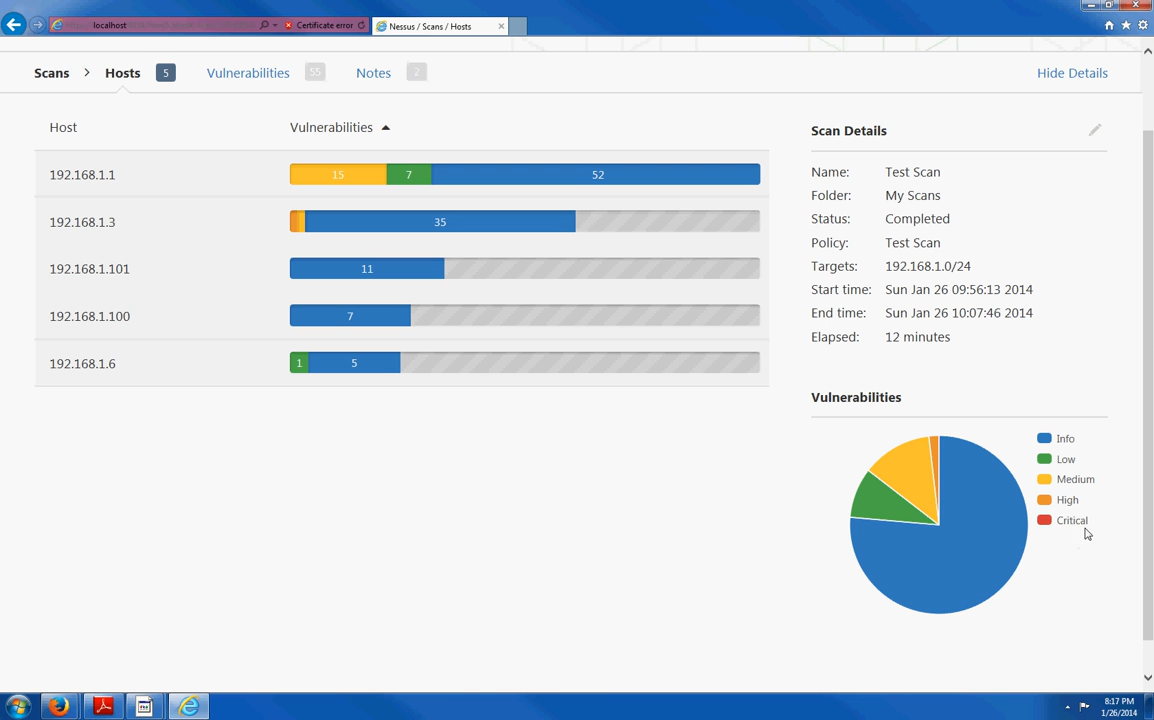 localhost
Certificate error
Nessus / Scans / Hosts
Scans > Hosts 5 Vulnerabilities 55 Notes 2 Hide Details
Host Vulnerabilities
192.168.1.1 15 7 52
192.168.1.3 35
192.168.1.101 11
192.168.1.100 7
192.168.1.6 1 5
Scan Details
Name: Test Scan
Folder: My Scans
Status: Completed
Policy: Test Scan
Targets: 192.168.1.0/24
Start time: Sun Jan 26 09:56:13 2014
End time: Sun Jan 26 10:07:46 2014
Elapsed: 12 minutes
Vulnerabilities
Info
Low
Medium
High
Critical
8:17 PM
1/26/2014